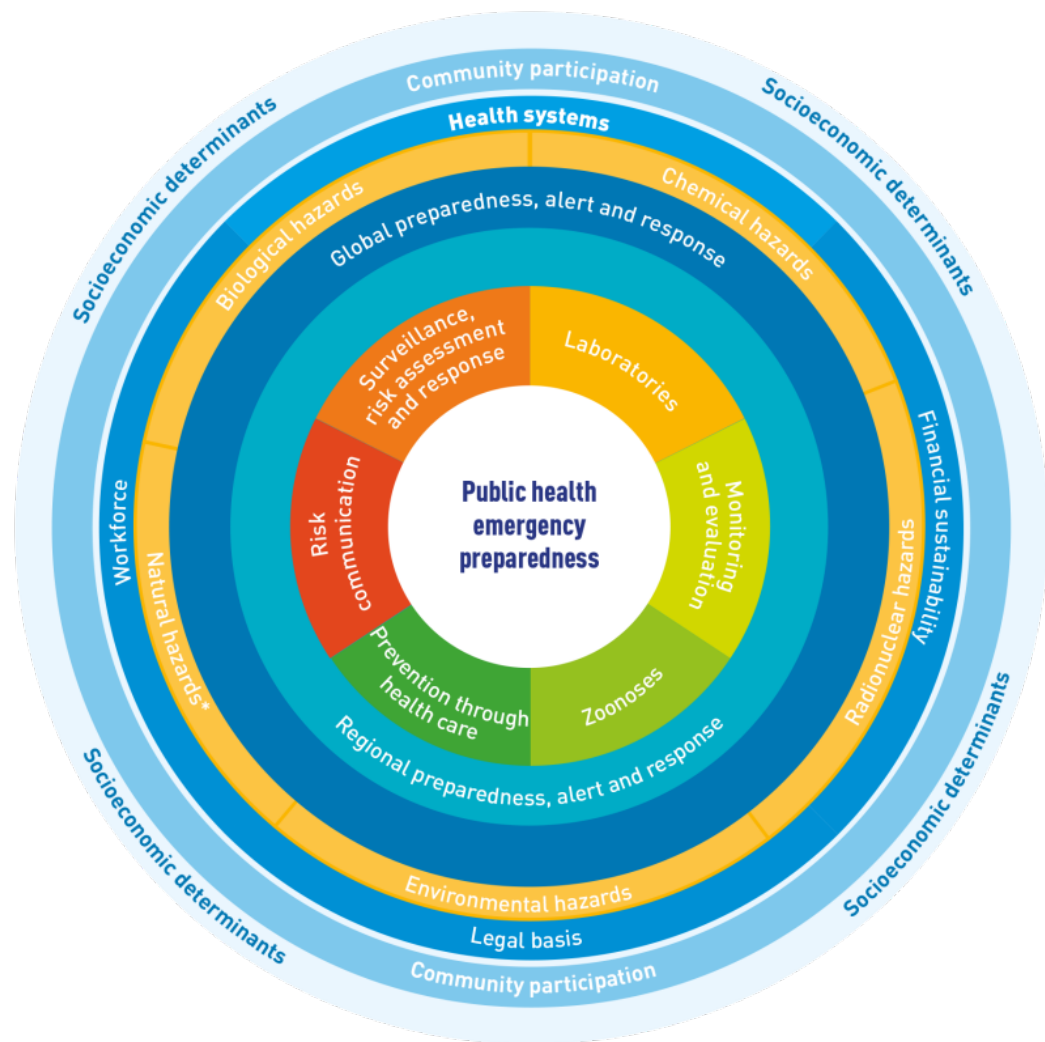 Community participation
Socioeconomic determinants
Socioeconomic determinants
Health systems
Biological hazards
Chemical hazards
Global preparedness, alert and response
Surveillance,
risk assessment
and response
Laboratories
Workforce
Financial sustainability
Natural hazards*
Radionuclear hazards
Risk
communication
Public health
emergency
preparedness
Monitoring
and evaluation
Prevention through
health care
Zoonoses
Regional preparedness, alert and response
Environmental hazards
Legal basis
Community participation
Socioeconomic determinants
Socioeconomic determinants